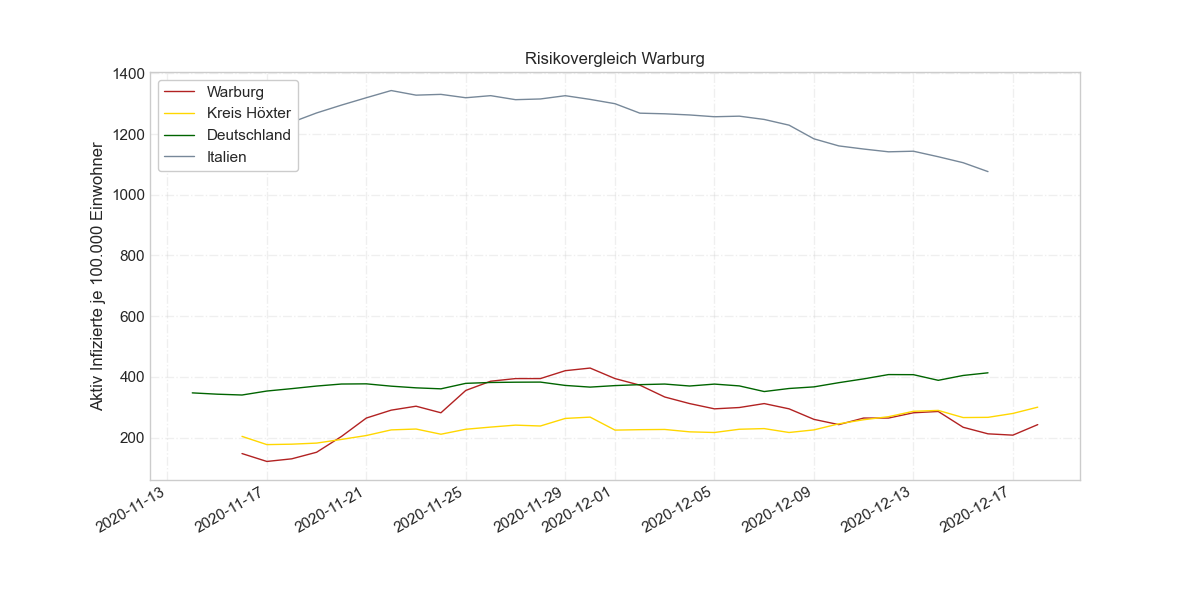 Risikovergleich Warburg
Aktiv Infizierte je 100.000 Einwohner
1400
1200
1000
800
600
400
200
Warburg
Kreis Höxter
Deutschland
Italien
2020-11-13
2020-11-17
2020-11-21
2020-11-25
2020-11-29
2020-12-01
2020-12-05
2020-12-09
2020-12-13
2020-12-17